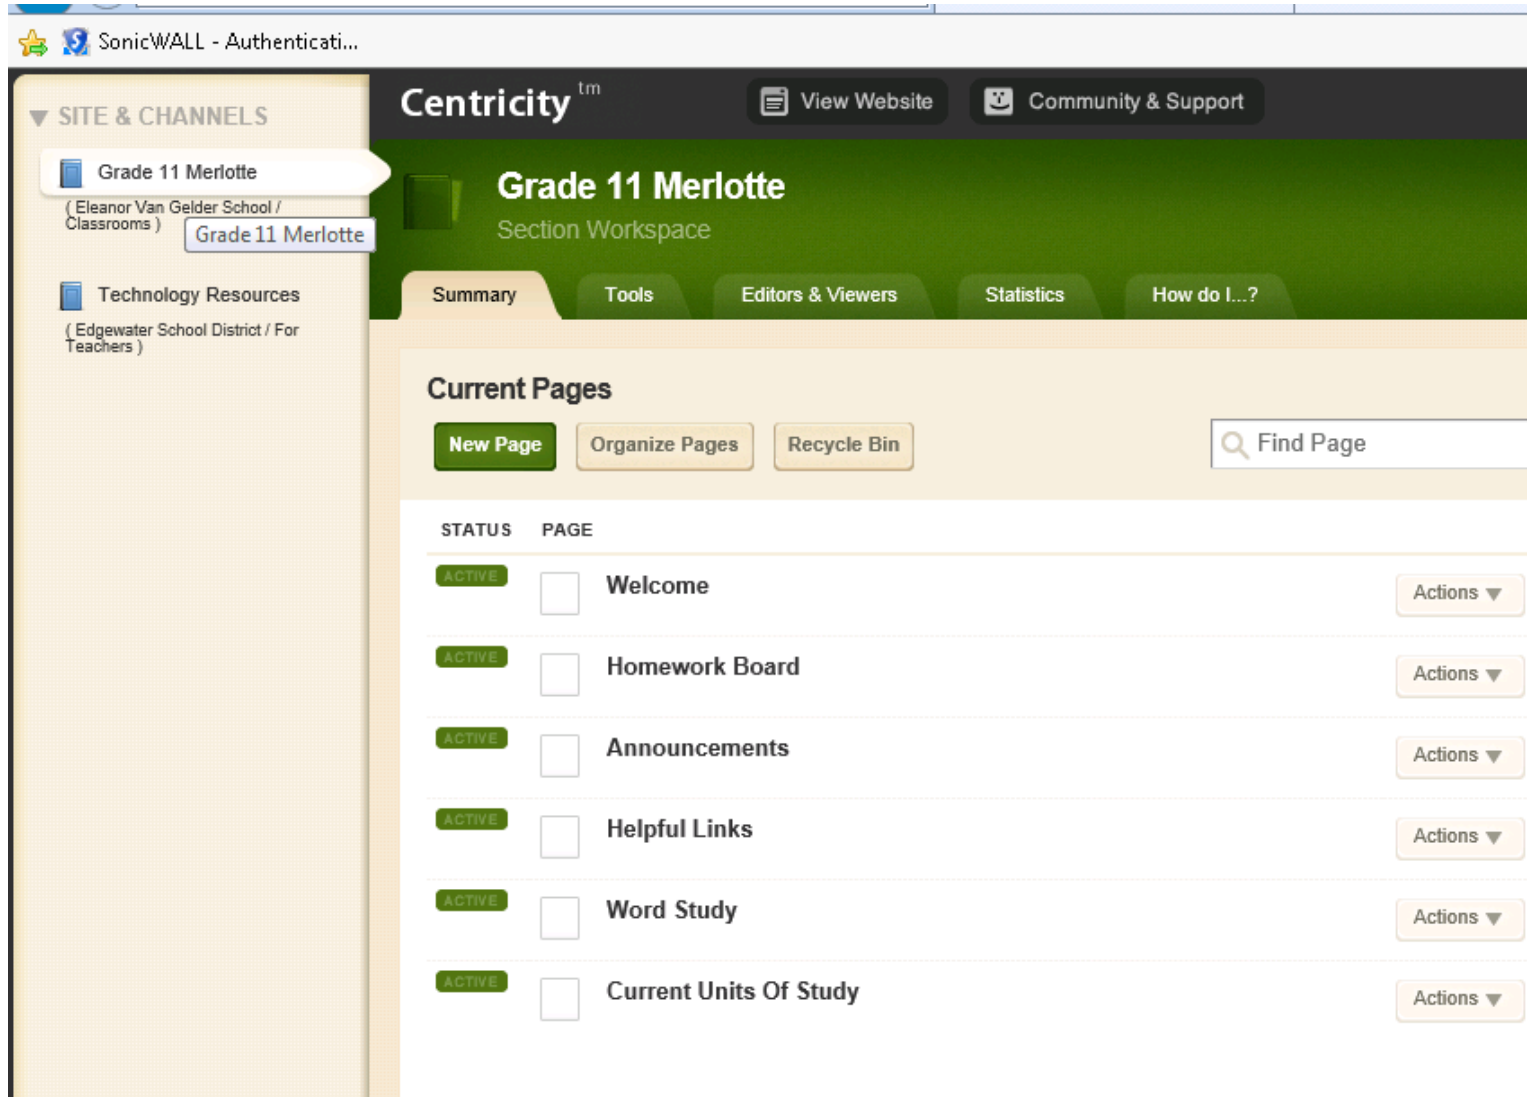 SonicWALL - Authenticati...
SITE & CHANNELS
Grade 11 Merlotte
( Eleanor Van Gelder School /
Classrooms )
Grade 11 Merlotte
Technology Resources
( Edgewater School District / For
Teachers )
Centricity tm
View Website
Community & Support
Grade 11 Merlotte
Section Workspace
Summary
Tools
Editors & Viewers
Statistics
How do I...?
Current Pages
New Page
Organize Pages
Recycle Bin
Find Page
STATUS PAGE
ACTIVE Welcome Actions
ACTIVE Homework Board Actions
ACTIVE Announcements Actions
ACTIVE Helpful Links Actions
ACTIVE Word Study Actions
ACTIVE Current Units Of Study Actions